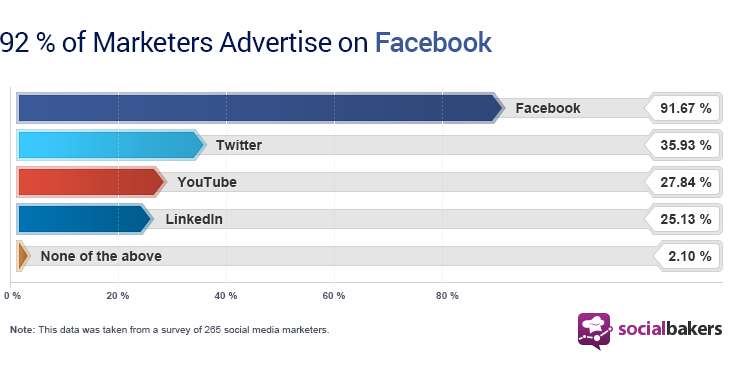 92 % of Marketers Advertise on Facebook
Facebook 91.67 %
Twitter 35.93 %
YouTube 27.84 %
LinkedIn 25.13 %
None of the above 2.10 %
0 % 20 % 40 % 60 % 80 %
Note: This data was taken from a survey of 265 social media marketers.
socialbakers